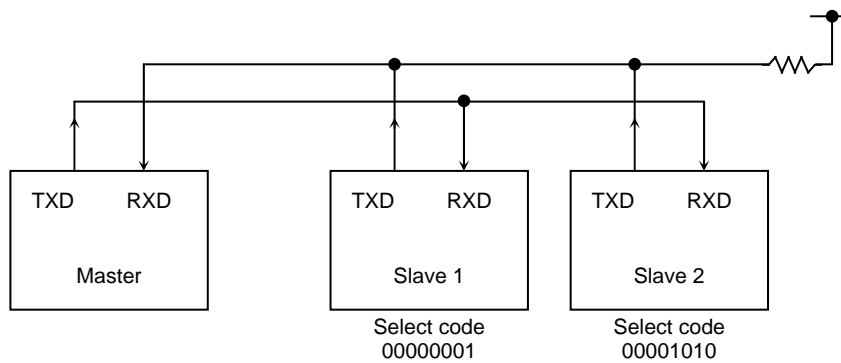 TXD RXD
Master
TXD RXD
Slave 1
Select code
00000001
TXD RXD
Slave 2
Select code
00001010